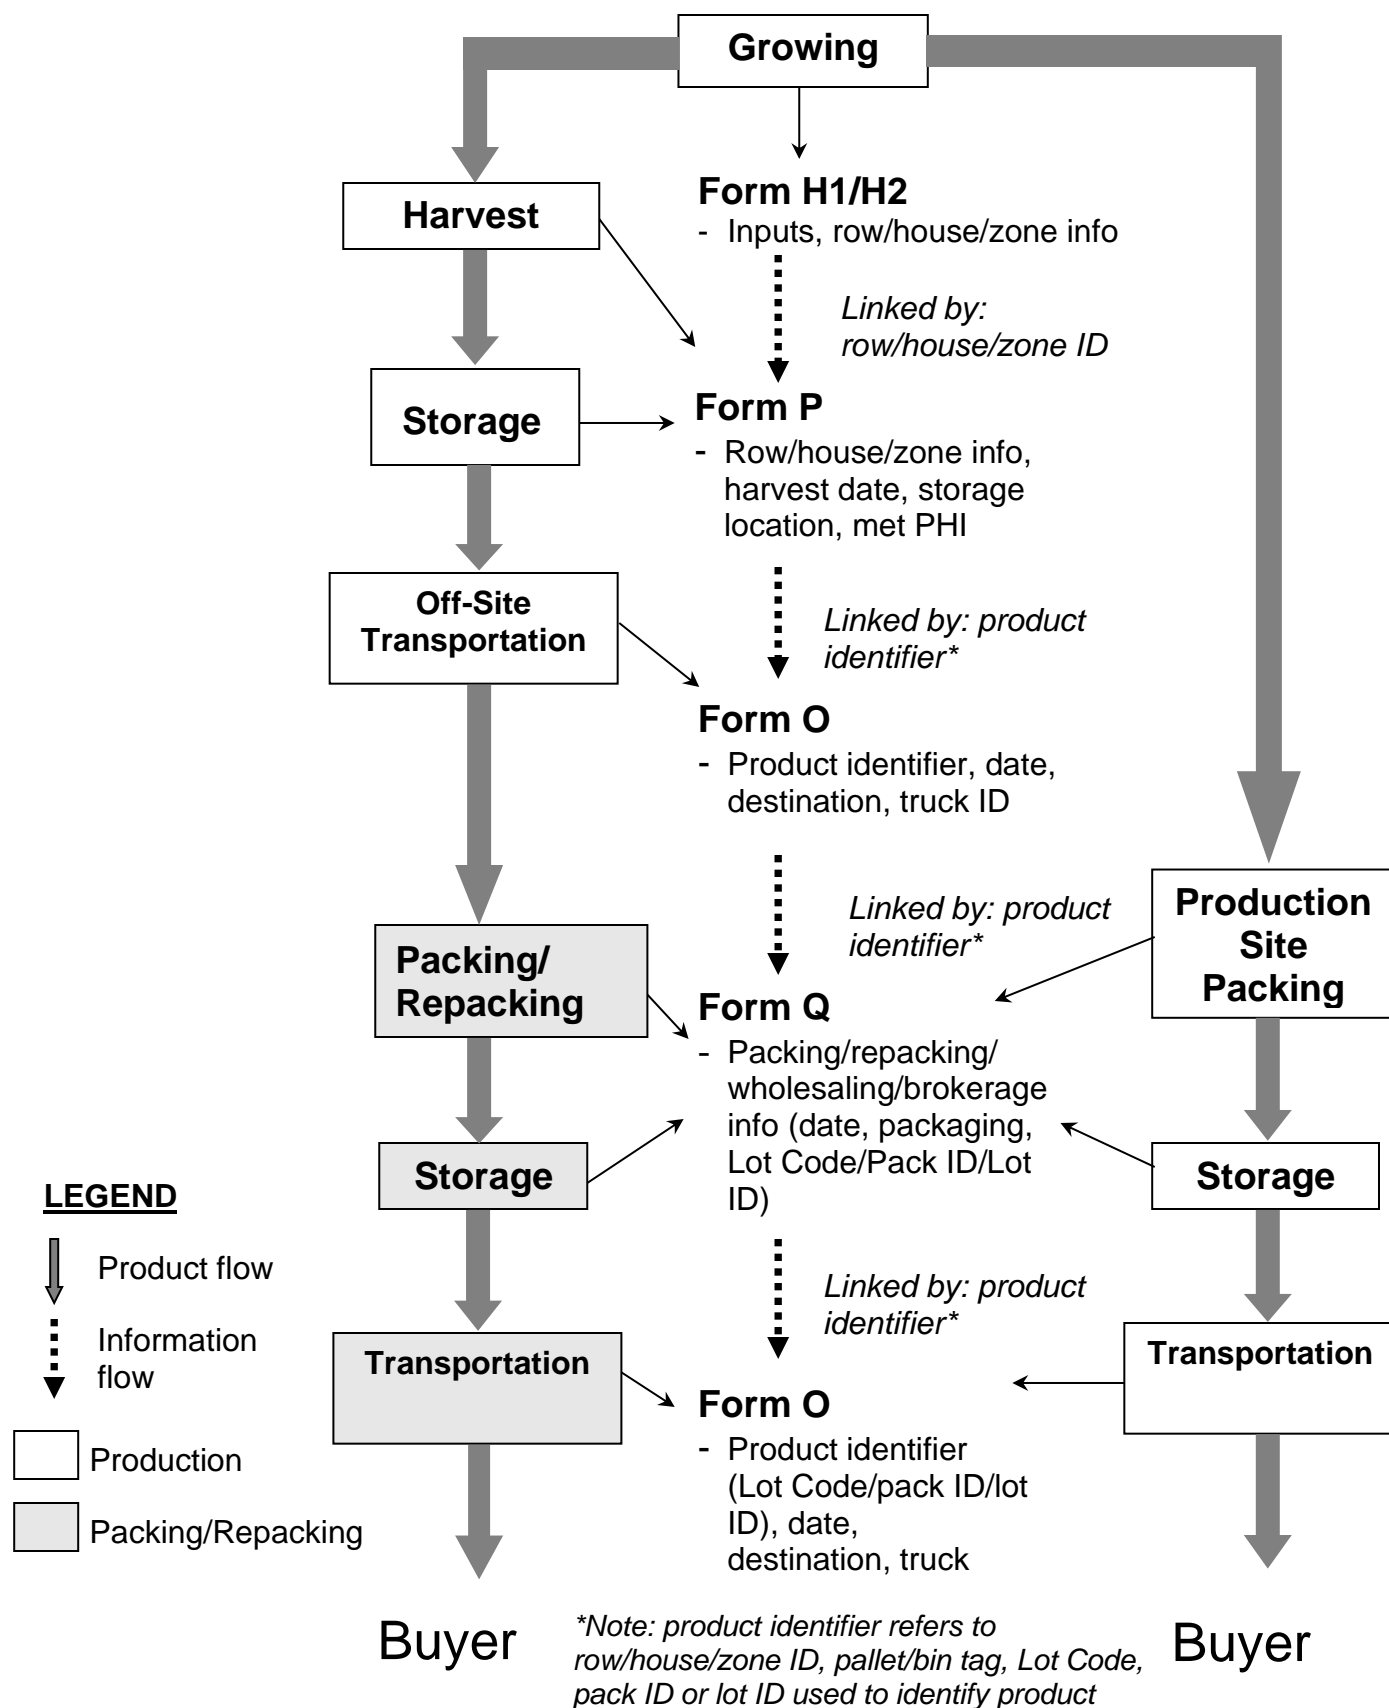 Growing
Form H1/H2
- Inputs, row/house/zone info
Harvest
Linked by:
row/house/zone ID
Storage
Form P
- Row/house/zone info,
harvest date, storage
location, met PHI
Off-Site
Transportation
Linked by: product
identifier*
Form O
- Product identifier, date,
destination, truck ID
Linked by: product
identifier*
Production
Site
Packing
Packing/
Repacking
Form Q
- Packing/repacking/
wholesaling/brokerage
info (date, packaging,
Lot Code/Pack ID/Lot
ID)
Storage
Storage
LEGEND
Product flow
Information
flow
Production
Packing/Repacking
Linked by: product
identifier*
Transportation
Transportation
Form O
- Product identifier
(Lot Code/pack ID/lot
ID), date,
destination, truck
Buyer
Buyer
*Note: product identifier refers to
row/house/zone ID, pallet/bin tag, Lot Code,
pack ID or lot ID used to identify product